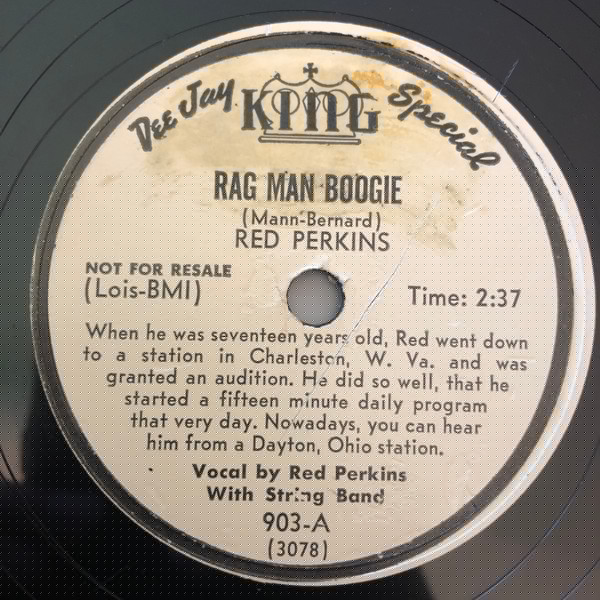 Dee Jay KING Special
RAG MAN BOOGIE
(Mann-Bernard)
RED PERKINS
NOT FOR RESALE
(Lois-BMI) Time: 2:37
When he was seventeen years old, Red went down
to a station in Charleston, W. Va. and was
granted an audition. He did so well, that he
started a fifteen minute daily program
that very day. Nowadays, you can hear
him from a Dayton, Ohio station.
Vocal by Red Perkins
With String Band
903-A
(3078)